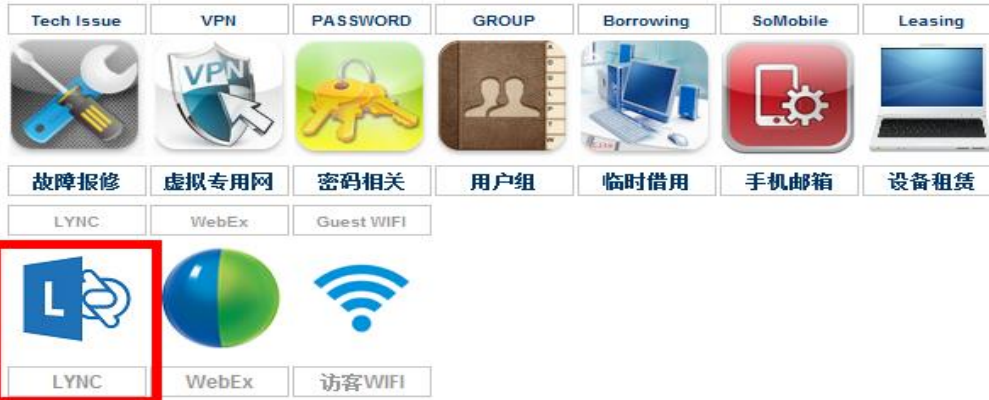 Tech Issue VPN PASSWORD GROUP Borrowing SoMobile Leasing
VPN
故障报修 虚拟专用网 密码相关 用户组 临时借用 手机邮箱 设备租赁
LYNC WebEx Guest WIFI
L
LYNC WebEx 访客WIFI